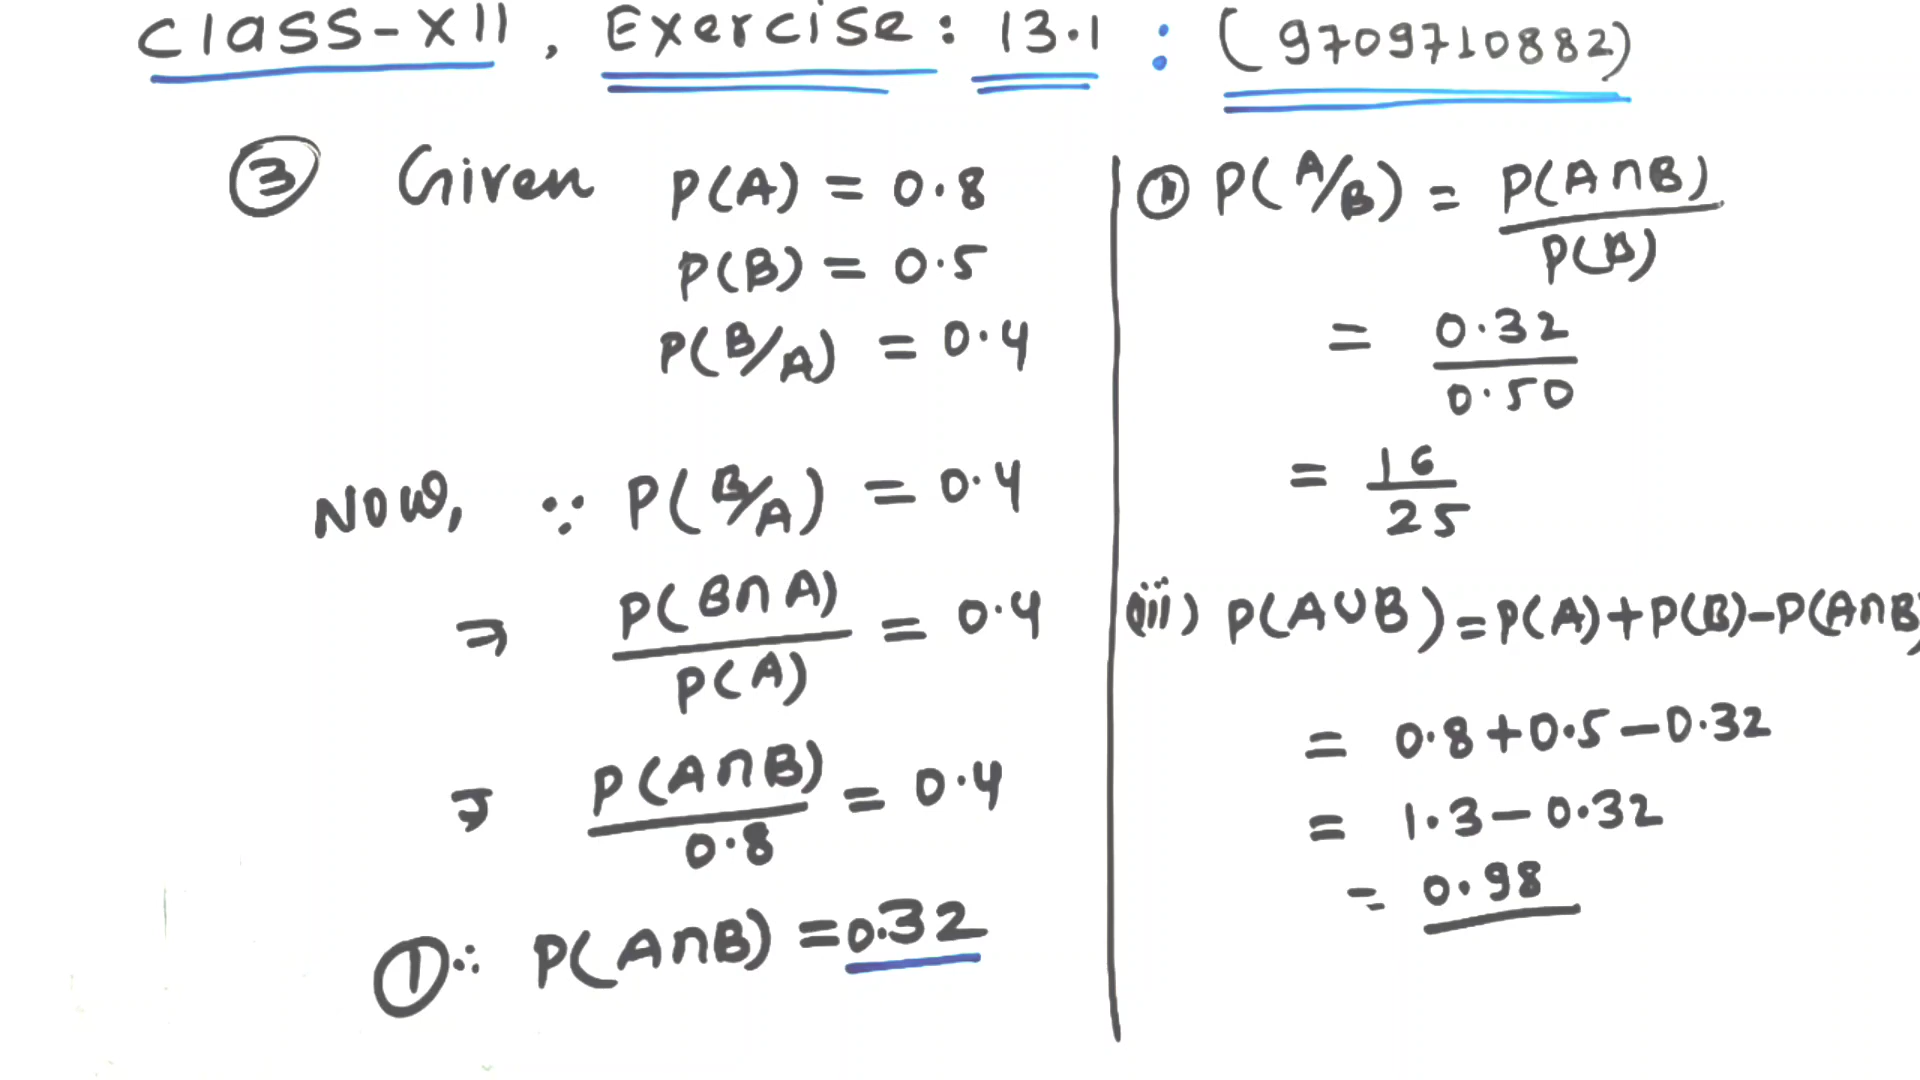 Class-XII, Exercise: 13.1 : (9709710882)
③ Given P(A) = 0.8
P(B) = 0.5
P(B/A) = 0.4
Now, ∵ P(B/A) = 0.4
⇒ P(B∩A)/P(A) = 0.4
⇒ P(A∩B)/0.8 = 0.4
① ∴ P(A∩B) = 0.32
⑪ P(A/B) = P(A∩B)/P(B)
= 0.32/0.50
= 16/25
(iii) P(A∪B) = P(A)+P(B)-P(A∩B)
= 0.8+0.5-0.32
= 1.3-0.32
= 0.98